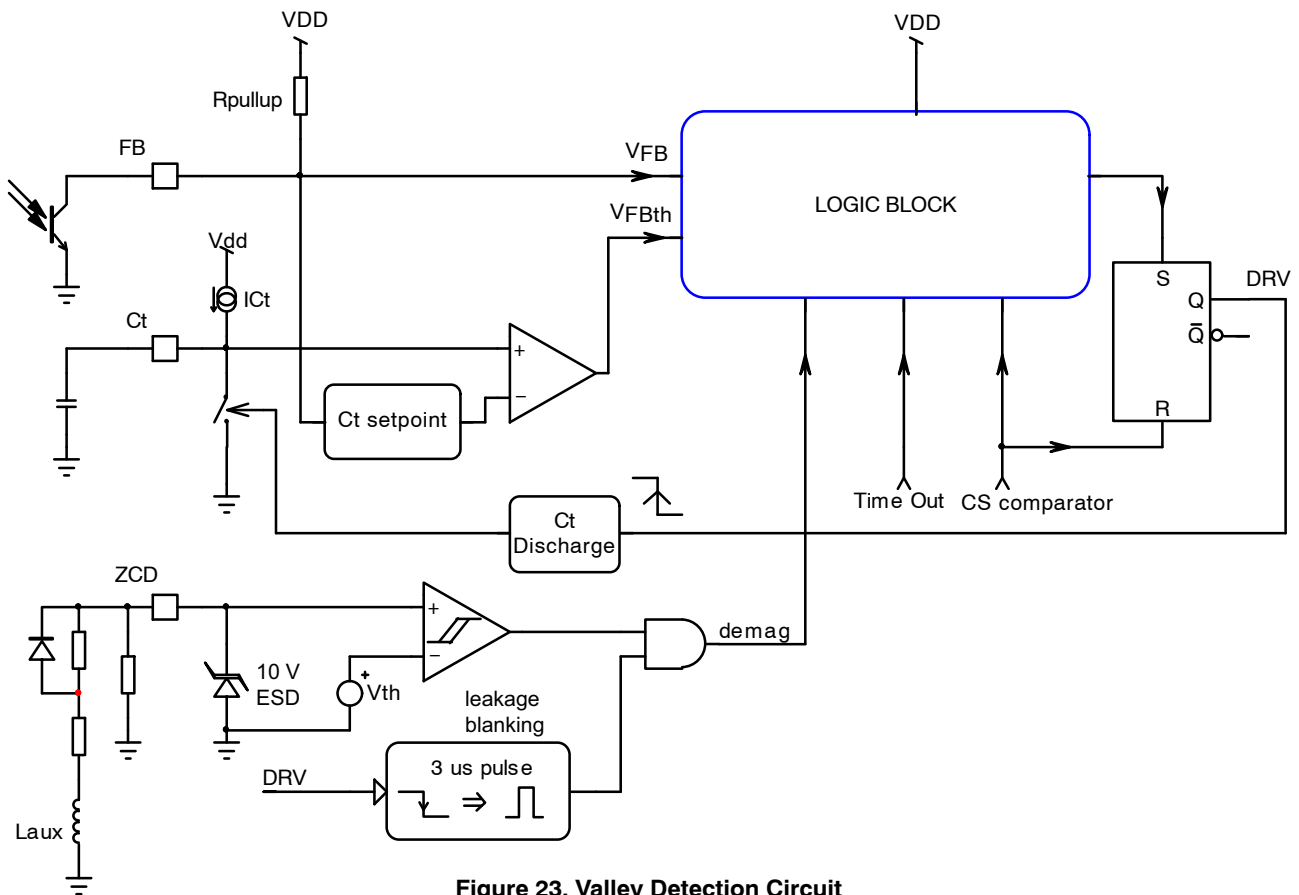 VDD
VDD
Rpullup
FB
VFB
LOGIC BLOCK
VFBth
Vdd
ICt
Ct
S
DRV
Q
Q̅
+
−
Ct setpoint
R
Time Out
CS comparator
Ct
Discharge
ZCD
+
−
demag
10 V
ESD
+
Vth
leakage
blanking
3 us pulse
DRV
⇒
Laux
Figure 23. Valley Detection Circuit